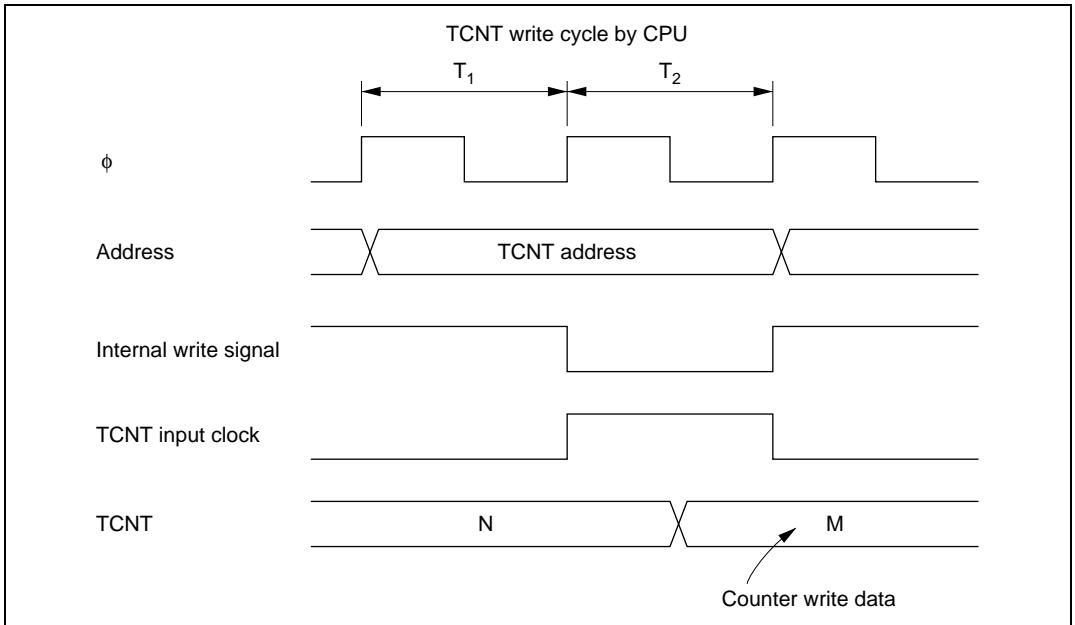 TCNT write cycle by CPU
T1 T2
ϕ
Address TCNT address
Internal write signal
TCNT input clock
TCNT N M
Counter write data